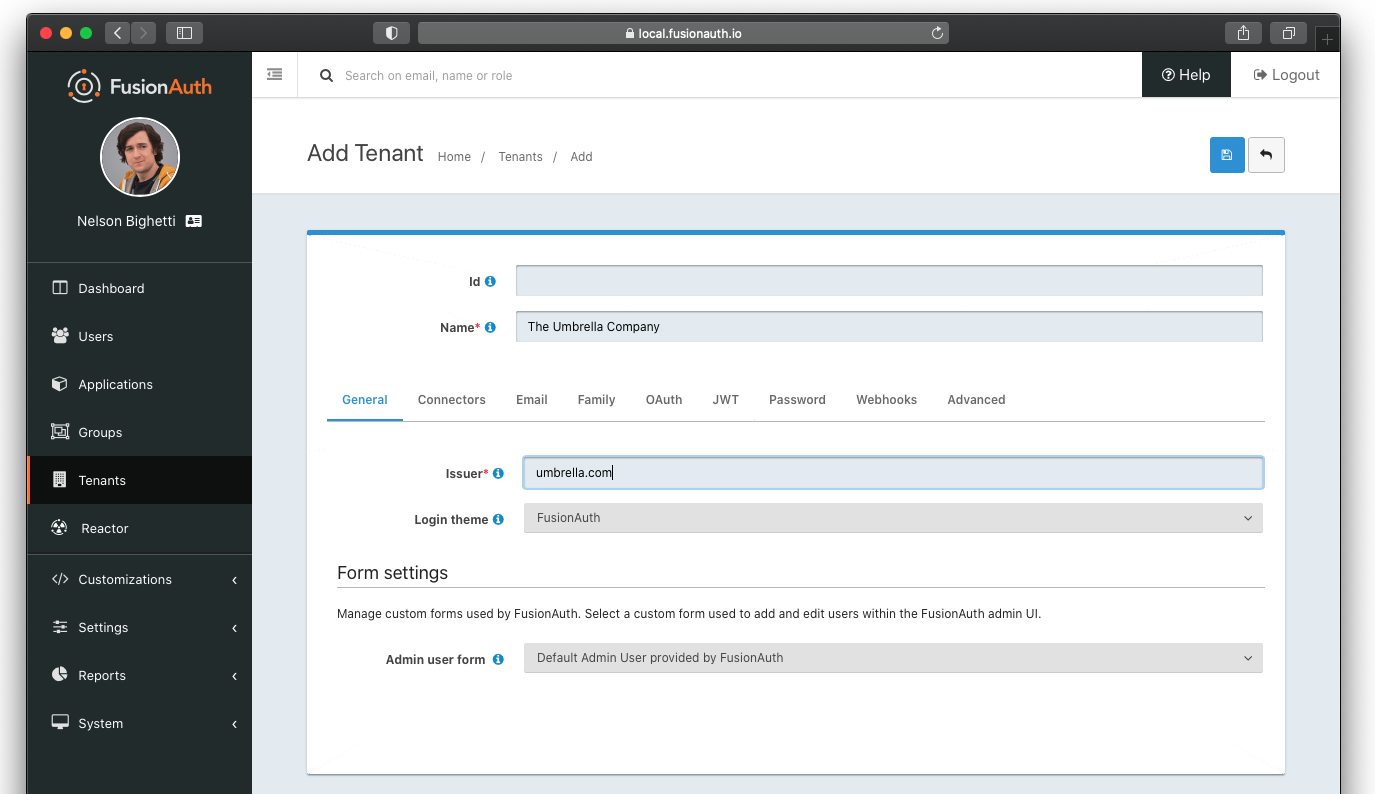 local.fusionauth.io
FusionAuth
Search on email, name or role
Help
Logout
Nelson Bighetti
Add Tenant
Home / Tenants / Add
Dashboard
Users
Applications
Groups
Tenants
Reactor
Customizations
Settings
Reports
System
Id
Name* The Umbrella Company
General Connectors Email Family OAuth JWT Password Webhooks Advanced
Issuer* umbrella.com
Login theme FusionAuth
Form settings
Manage custom forms used by FusionAuth. Select a custom form used to add and edit users within the FusionAuth admin UI.
Admin user form Default Admin User provided by FusionAuth